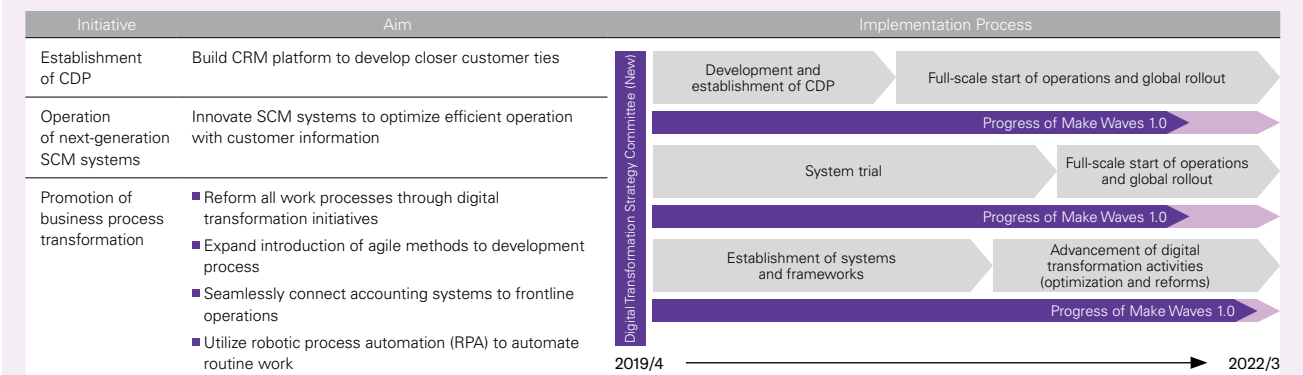 Initiative
Aim
Implementation Process
Establishment
of CDP
Build CRM platform to develop closer customer ties
Operation
of next-generation
SCM systems
Innovate SCM systems to optimize efficient operation
with customer information
Promotion of
business process
transformation
■ Reform all work processes through digital
transformation initiatives
■ Expand introduction of agile methods to development
process
■ Seamlessly connect accounting systems to frontline
operations
■ Utilize robotic process automation (RPA) to automate
routine work
Digital Transformation Strategy Committee (New)
Development and
establishment of CDP
Full-scale start of operations and global rollout
Progress of Make Waves 1.0
System trial
Full-scale start of operations
and global rollout
Progress of Make Waves 1.0
Establishment of systems
and frameworks
Advancement of digital
transformation activities
(optimization and reforms)
Progress of Make Waves 1.0
2019/4
2022/3